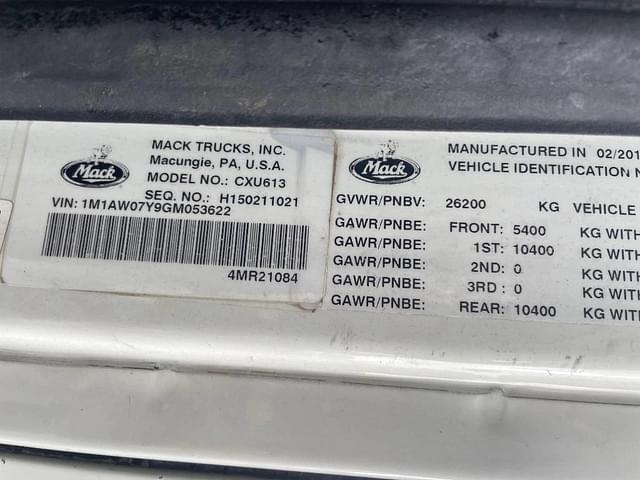 Mack
MACK TRUCKS, INC.
Macungie, PA, U.S.A.
MODEL NO.: CXU613
SEQ. NO.: H150211021
VIN: 1M1AW07Y9GM053622
4MR21084
Mack
MANUFACTURED IN 02/201
VEHICLE IDENTIFICATION N
GVWR/PNBV: 26200 KG VEHICLE
GAWR/PNBE: FRONT: 5400 KG WITH
GAWR/PNBE: 1ST: 10400 KG WITH
GAWR/PNBE: 2ND: 0 KG WITH
GAWR/PNBE: 3RD : 0 KG WITH
GAWR/PNBE: REAR: 10400 KG WITH